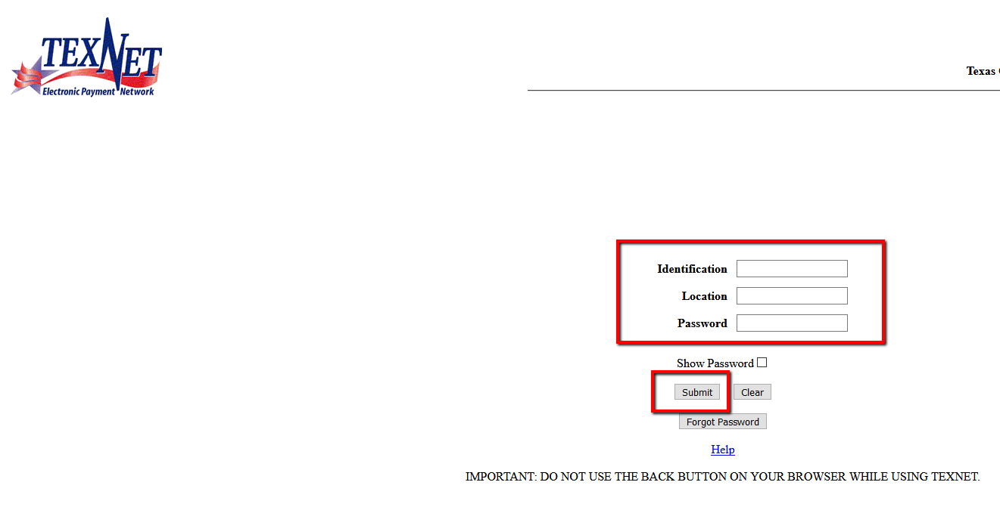 TEXNET
Electronic Payment Network
Texas
Identification
Location
Password
Show Password
Submit Clear
Forgot Password
Help
IMPORTANT: DO NOT USE THE BACK BUTTON ON YOUR BROWSER WHILE USING TEXNET.